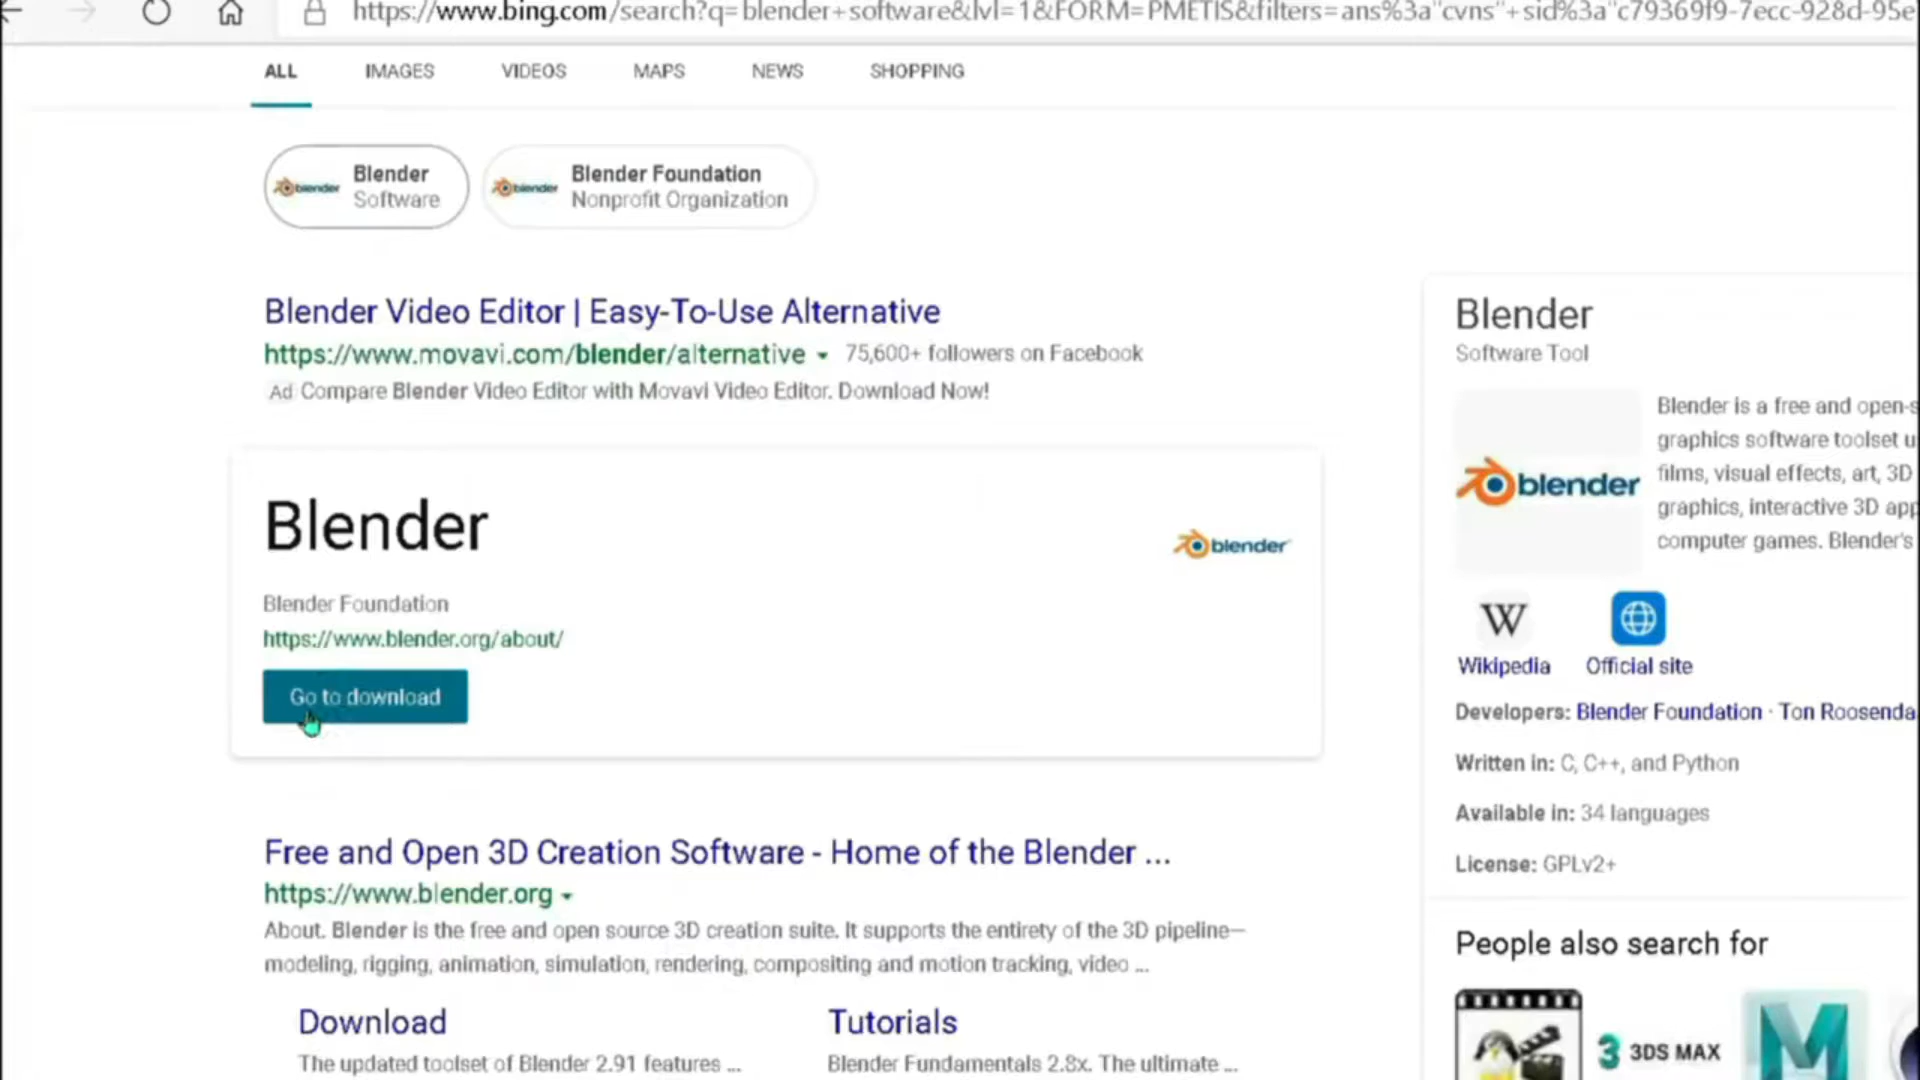 https://www.bing.com/search?q=blender+software&lvl=1&FORM=PMETIS&filters=ans%3a"cvns"+sid%3a"c79369f9-7ecc-928d-95e
ALL IMAGES VIDEOS MAPS NEWS SHOPPING
blender Blender
Software
blender Blender Foundation
Nonprofit Organization
Blender Video Editor | Easy-To-Use Alternative
https://www.movavi.com/blender/alternative 75,600+ followers on Facebook
Ad Compare Blender Video Editor with Movavi Video Editor. Download Now!
Blender
blender
Blender Foundation
https://www.blender.org/about/
Go to download
Free and Open 3D Creation Software - Home of the Blender ...
https://www.blender.org
About. Blender is the free and open source 3D creation suite. It supports the entirety of the 3D pipeline—
modeling, rigging, animation, simulation, rendering, compositing and motion tracking, video ...
Download
The updated toolset of Blender 2.91 features ...
Tutorials
Blender Fundamentals 2.8x. The ultimate ...
Blender
Software Tool
blender
Blender is a free and open-s
graphics software toolset u
films, visual effects, art, 3D
graphics, interactive 3D app
computer games. Blender's
W
Wikipedia
Official site
Developers: Blender Foundation · Ton Roosenda
Written in: C, C++, and Python
Available in: 34 languages
License: GPLv2+
People also search for
3 3DS MAX
M